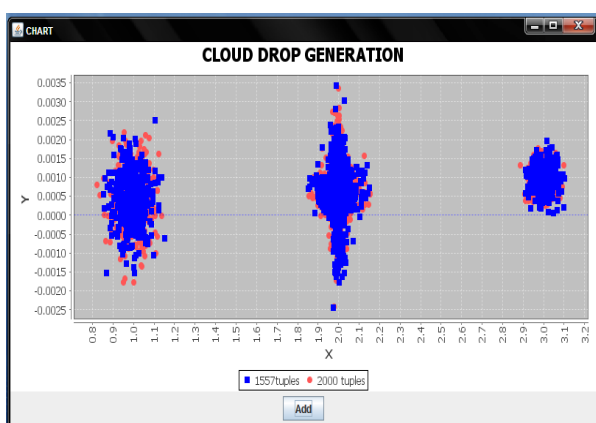 CHART
CLOUD DROP GENERATION
0.0035
0.0030
0.0025
0.0020
0.0015
0.0010
0.0005
0.0000
-0.0005
-0.0010
-0.0015
-0.0020
-0.0025
Y
0.8 0.9 1.0 1.1 1.2 1.3 1.4 1.5 1.6 1.7 1.8 1.9 2.0 2.1 2.2 2.3 2.4 2.5 2.6 2.7 2.8 2.9 3.0 3.1 3.2
X
1557tuples 2000 tuples
Add